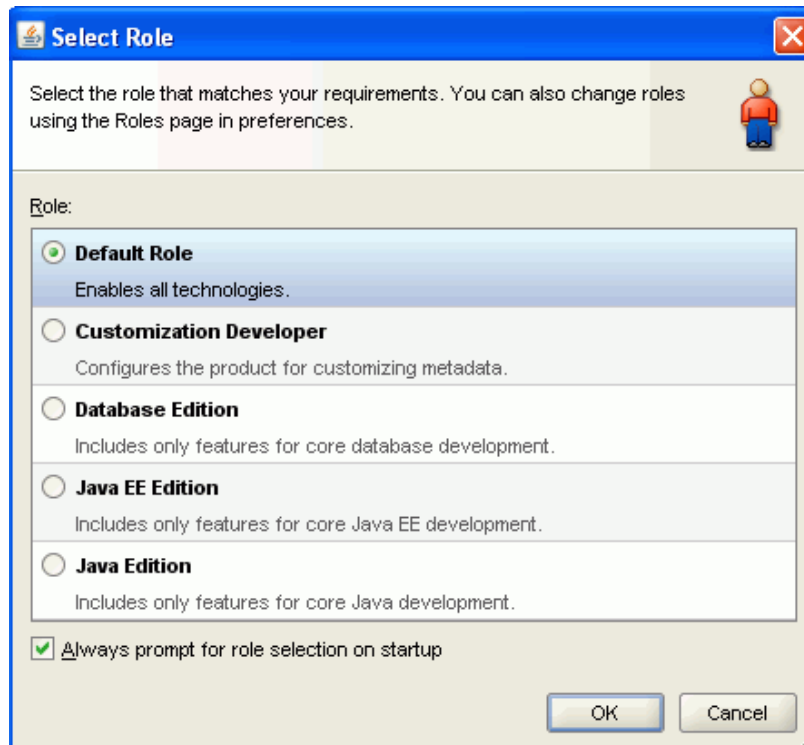 Select Role
Select the role that matches your requirements. You can also change roles
using the Roles page in preferences.
Role:
Default Role
Enables all technologies.
Customization Developer
Configures the product for customizing metadata.
Database Edition
Includes only features for core database development.
Java EE Edition
Includes only features for core Java EE development.
Java Edition
Includes only features for core Java development.
Always prompt for role selection on startup
OK Cancel